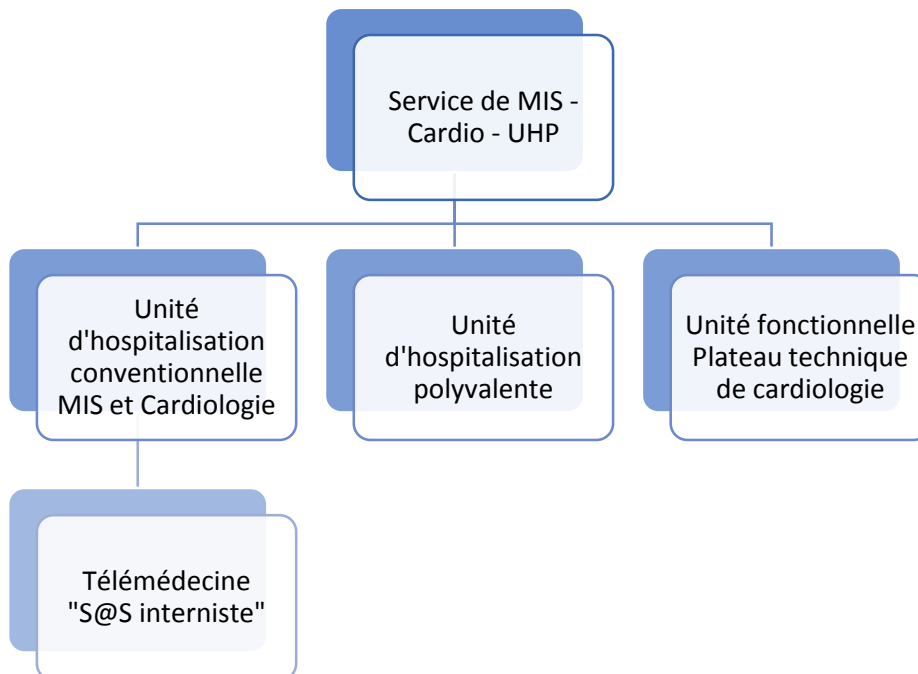 Service de MIS -
Cardio - UHP
Unité
d'hospitalisation
conventionnelle
MIS et Cardiologie
Unité
d'hospitalisation
polyvalente
Unité fonctionnelle
Plateau technique
de cardiologie
Télémédecine
"S@S interniste"